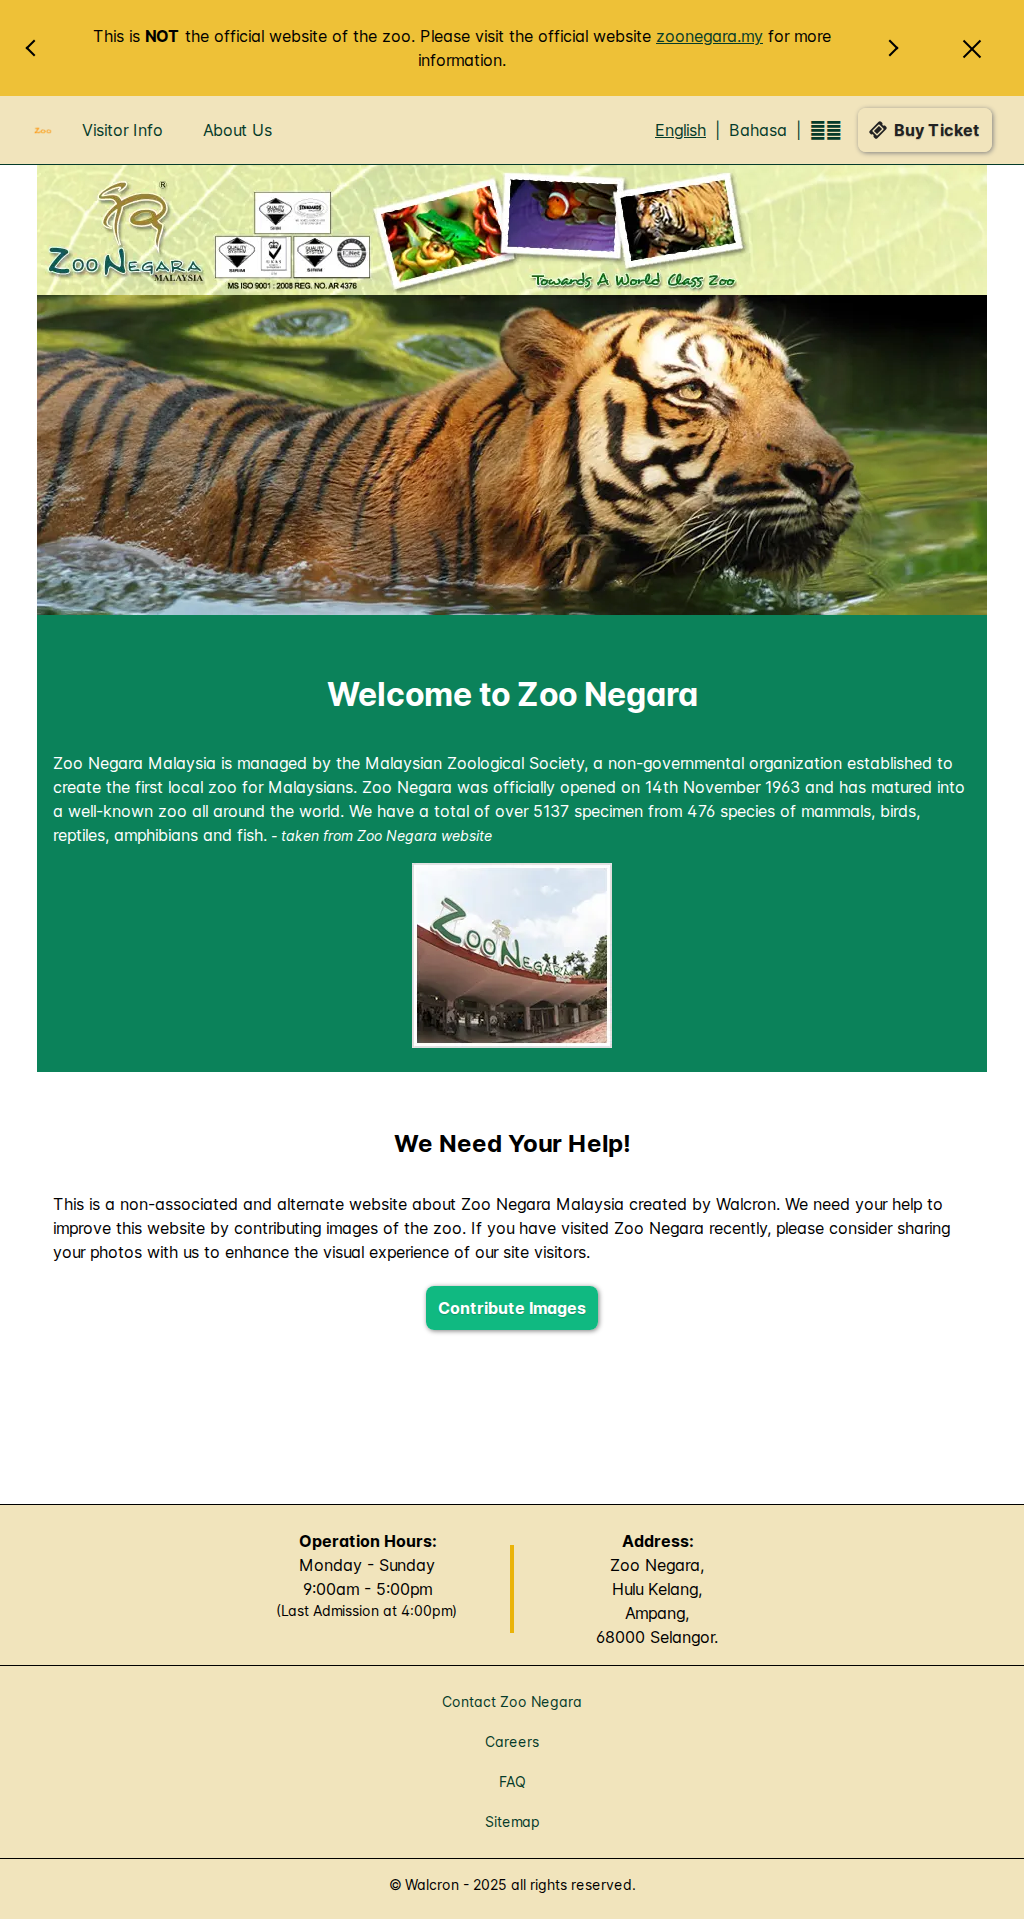 This is NOT the official website of the zoo. Please visit the official website zoonegara.my for more
information.
Zoo
Visitor Info
About Us
English | Bahasa |
Buy Ticket
ZOO NEGARA
MALAYSIA
MS ISO 9001 : 2008 REG. NO. AR 4376
Towards A World Class Zoo
Welcome to Zoo Negara
Zoo Negara Malaysia is managed by the Malaysian Zoological Society, a non-governmental organization established to
create the first local zoo for Malaysians. Zoo Negara was officially opened on 14th November 1963 and has matured into
a well-known zoo all around the world. We have a total of over 5137 specimen from 476 species of mammals, birds,
reptiles, amphibians and fish. - taken from Zoo Negara website
ZOO NEGARA
We Need Your Help!
This is a non-associated and alternate website about Zoo Negara Malaysia created by Walcron. We need your help to
improve this website by contributing images of the zoo. If you have visited Zoo Negara recently, please consider sharing
your photos with us to enhance the visual experience of our site visitors.
Contribute Images
Operation Hours:
Monday - Sunday
9:00am - 5:00pm
(Last Admission at 4:00pm)
Address:
Zoo Negara,
Hulu Kelang,
Ampang,
68000 Selangor.
Contact Zoo Negara
Careers
FAQ
Sitemap
© Walcron - 2025 all rights reserved.